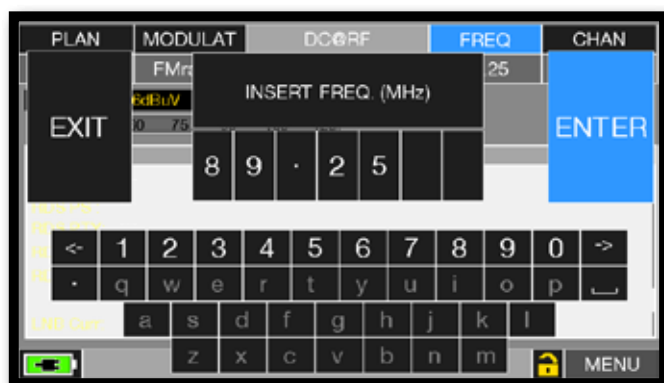 PLAN MODULAT DC@RF FREQ CHAN
FMra .25
EXIT INSERT FREQ. (MHz) ENTER
6dBuV
75
8 9 . 2 5
<- 1 2 3 4 5 6 7 8 9 0 ->
. q w e r t y u i o p
a s d f g h j k l
z x c v b n m
MENU